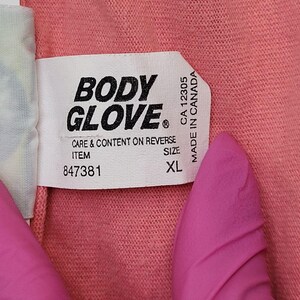 BODY
GLOVE®
CARE & CONTENT ON REVERSE
ITEM SIZE
847381 XL
CA 12305
MADE IN CANADA